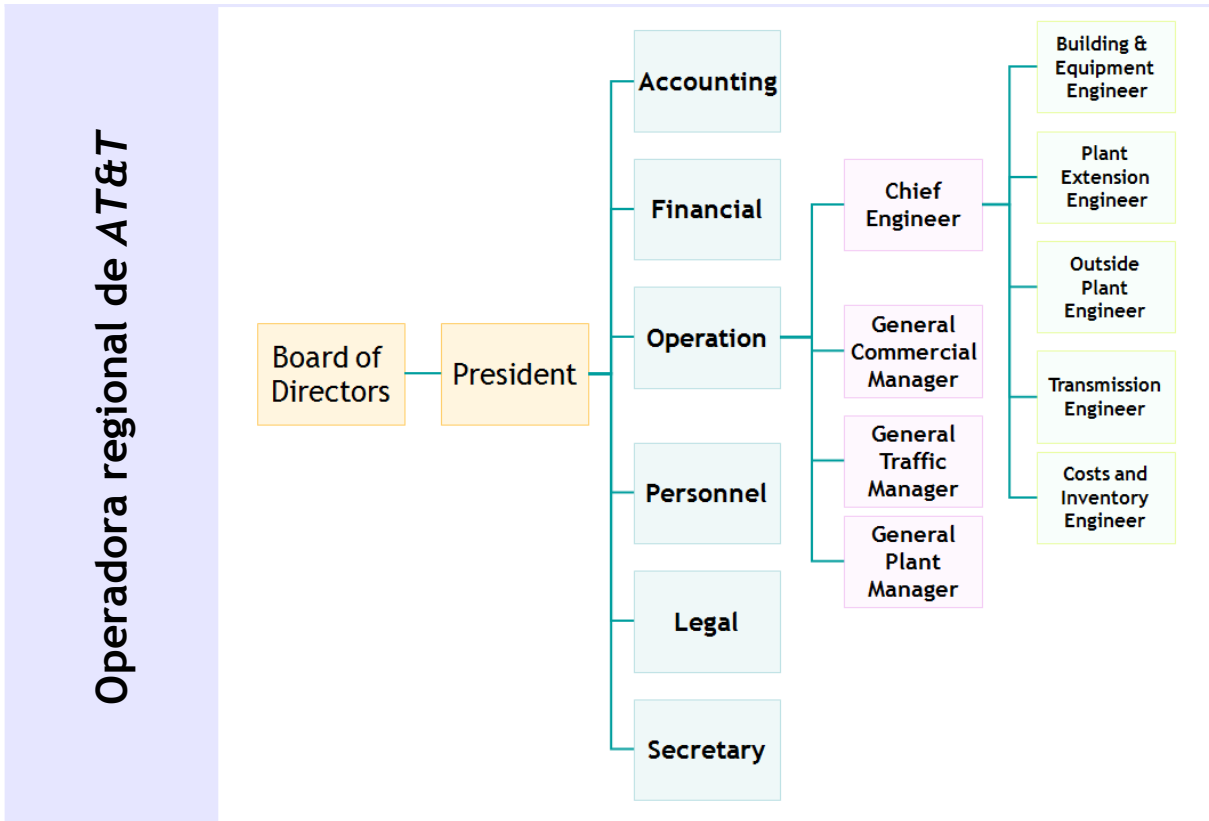 Operadora regional de AT&T
Board of
Directors
President
Accounting
Financial
Operation
Personnel
Legal
Secretary
Chief
Engineer
General
Commercial
Manager
General
Traffic
Manager
General
Plant
Manager
Building &
Equipment
Engineer
Plant
Extension
Engineer
Outside
Plant
Engineer
Transmission
Engineer
Costs and
Inventory
Engineer